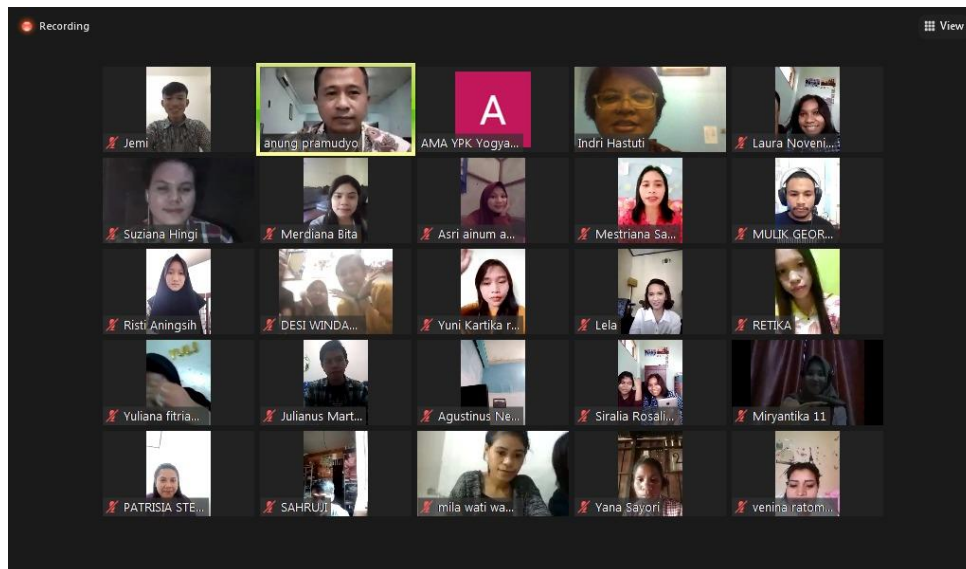 Recording
View
Jemi
anung pramudyo
A
AMA YPK Yogya...
Indri Hastuti
Laura Noveni...
Suziana Hingi
Merdiana Bita
Asri ainum a...
Mestriana Sa...
MULIK GEOR...
Risti Aningsih
DESI WINDA...
Yuni Kartika r...
Lela
RETIKA
Yuliana fitria...
Julianus Mart...
Agustinus Ne...
Siralia Rosali...
Miryantika 11
PATRISIA STE...
SAHRUJI
mila wati wa...
Yana Sayori
venina ratom...